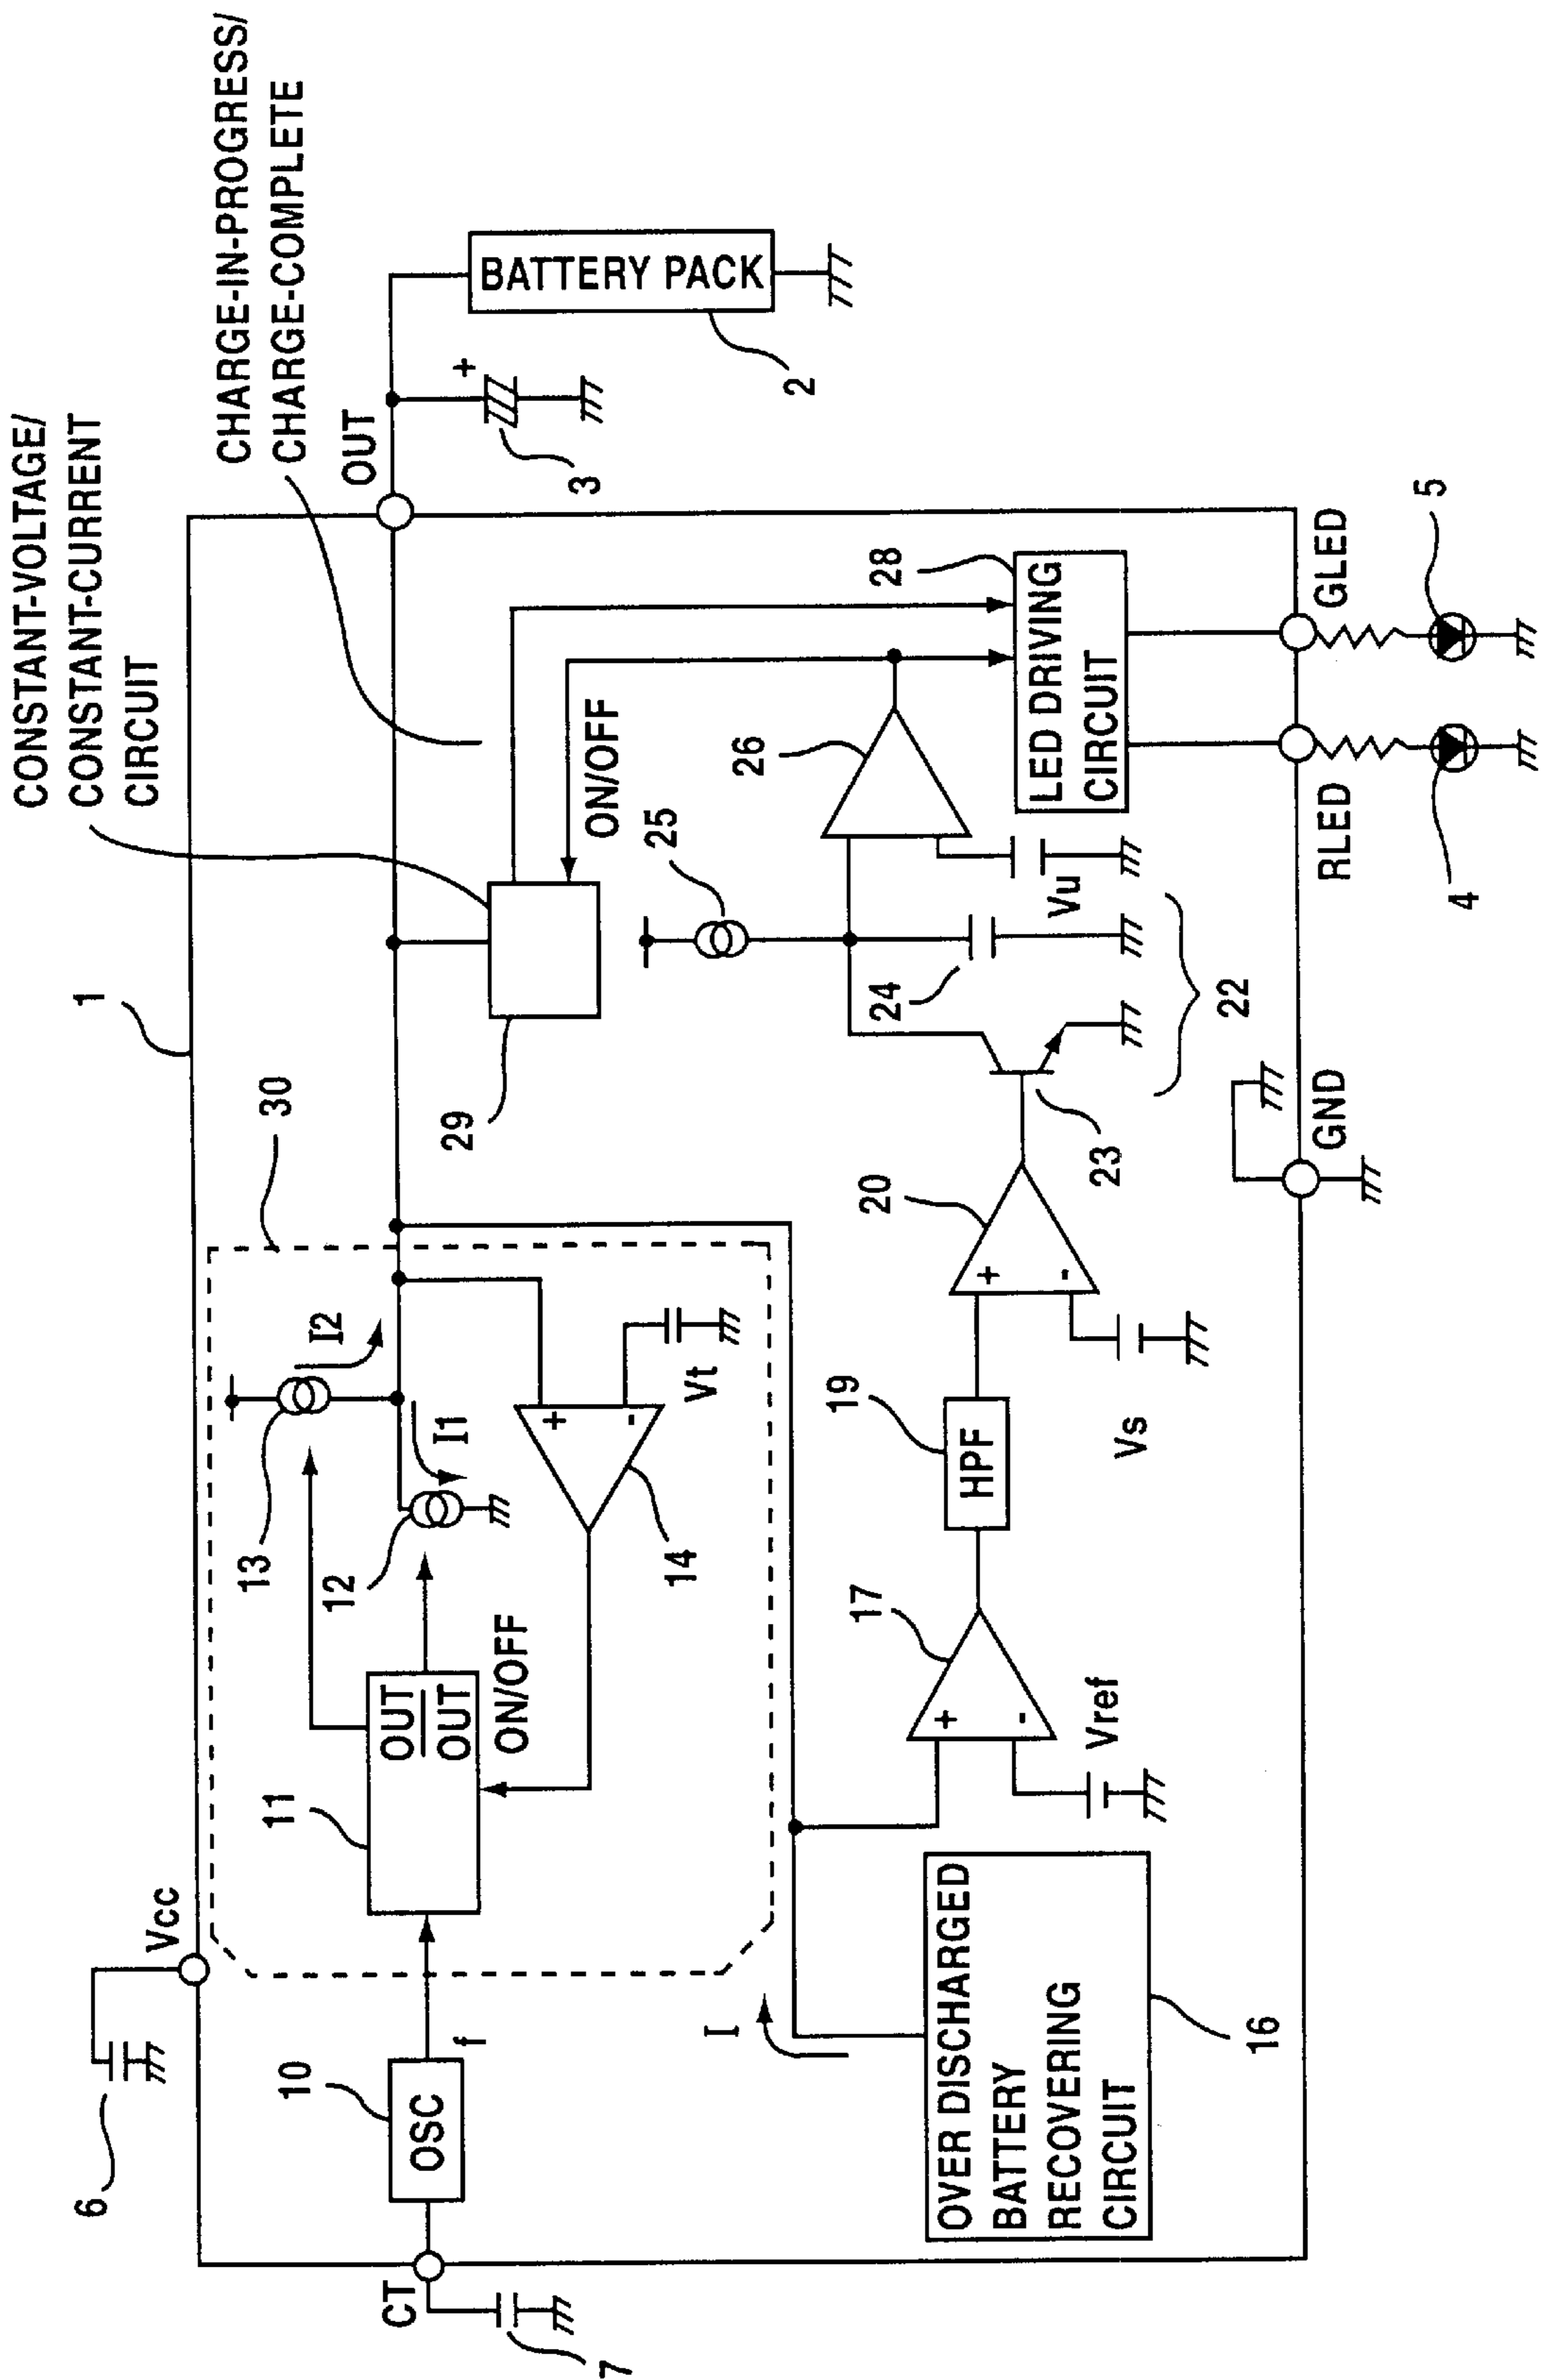 CONSTANT-VOLTAGE/
CONSTANT-CURRENT
CIRCUIT
CHARGE-IN-PROGRESS/
CHARGE-COMPLETE
1
OUT
BATTERY PACK
+
3
2
30
Vcc
6
13
I2
12
I1
11
OUT
OUT
ON/OFF
14
+
-
Vt
10
OSC
f
CT
7
29
ON/OFF
25
26
28
LED DRIVING
CIRCUIT
24
Vu
22
23
20
+
-
Vs
19
HPF
17
+
-
Vref
I
OVER DISCHARGED
BATTERY
RECOVERING
CIRCUIT
16
GND
RLED
GLED
4
5